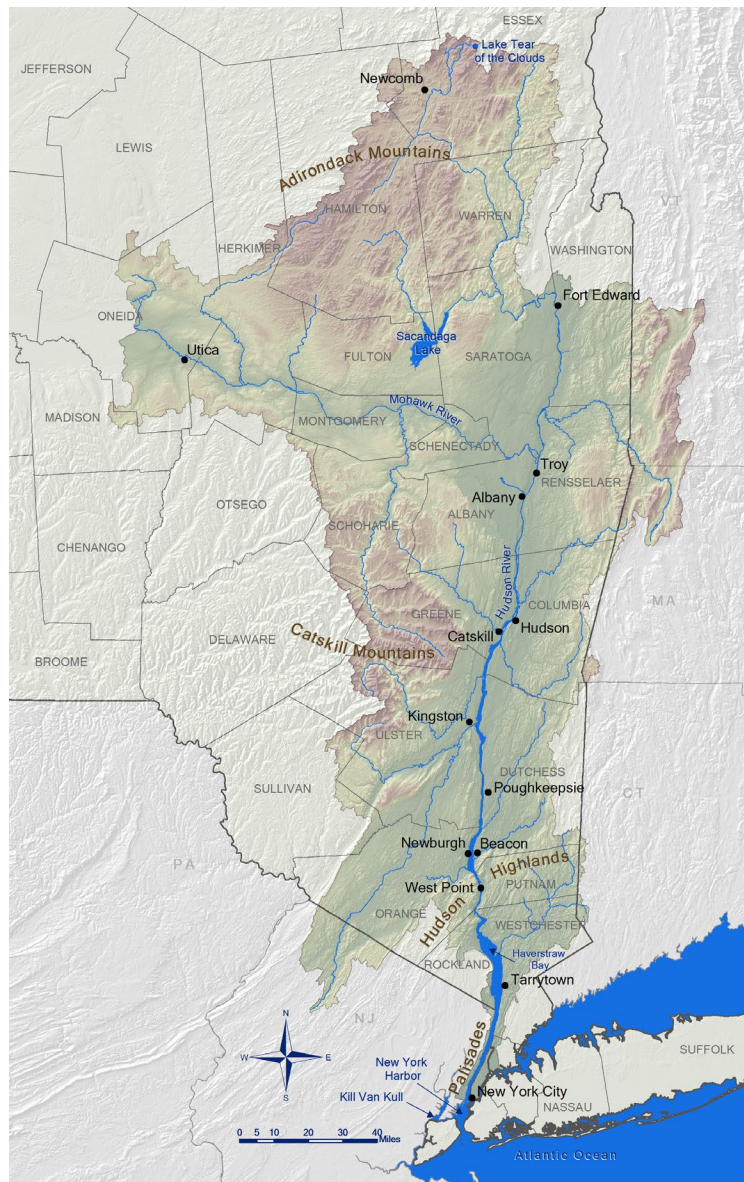 ESSEX
Lake Tear
of the Clouds
JEFFERSON
Newcomb
LEWIS
Adirondack Mountains
HAMILTON
WARREN
VT
HERKIMER
WASHINGTON
Fort Edward
ONEIDA
Sacandaga
Lake
Utica
FULTON
SARATOGA
Mohawk River
MADISON
MONTGOMERY
SCHENECTADY
Troy
RENSSELAER
Albany
OTSEGO
ALBANY
SCHOHARIE
CHENANGO
Hudson River
MA
COLUMBIA
GREENE
Hudson
Catskill
DELAWARE
Catskill Mountains
BROOME
Kingston
ULSTER
DUTCHESS
SULLIVAN
Poughkeepsie
CT
Newburgh
Beacon
PA
Hudson Highlands
West Point
PUTNAM
ORANGE
WESTCHESTER
Haverstraw
Bay
ROCKLAND
Tarrytown
NJ
N
W
E
S
Palisades
SUFFOLK
New York
Harbor
Kill Van Kull
New York City
NASSAU
0 5 10 20 30 40
Miles
Atlantic Ocean